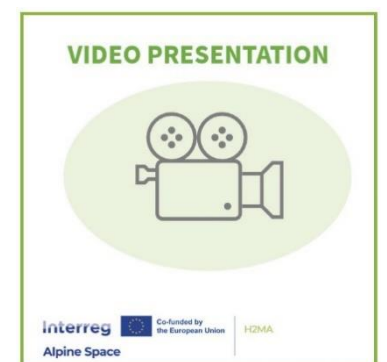 VIDEO PRESENTATION
Interreg
Co-funded by
the European Union
H2MA
Alpine Space